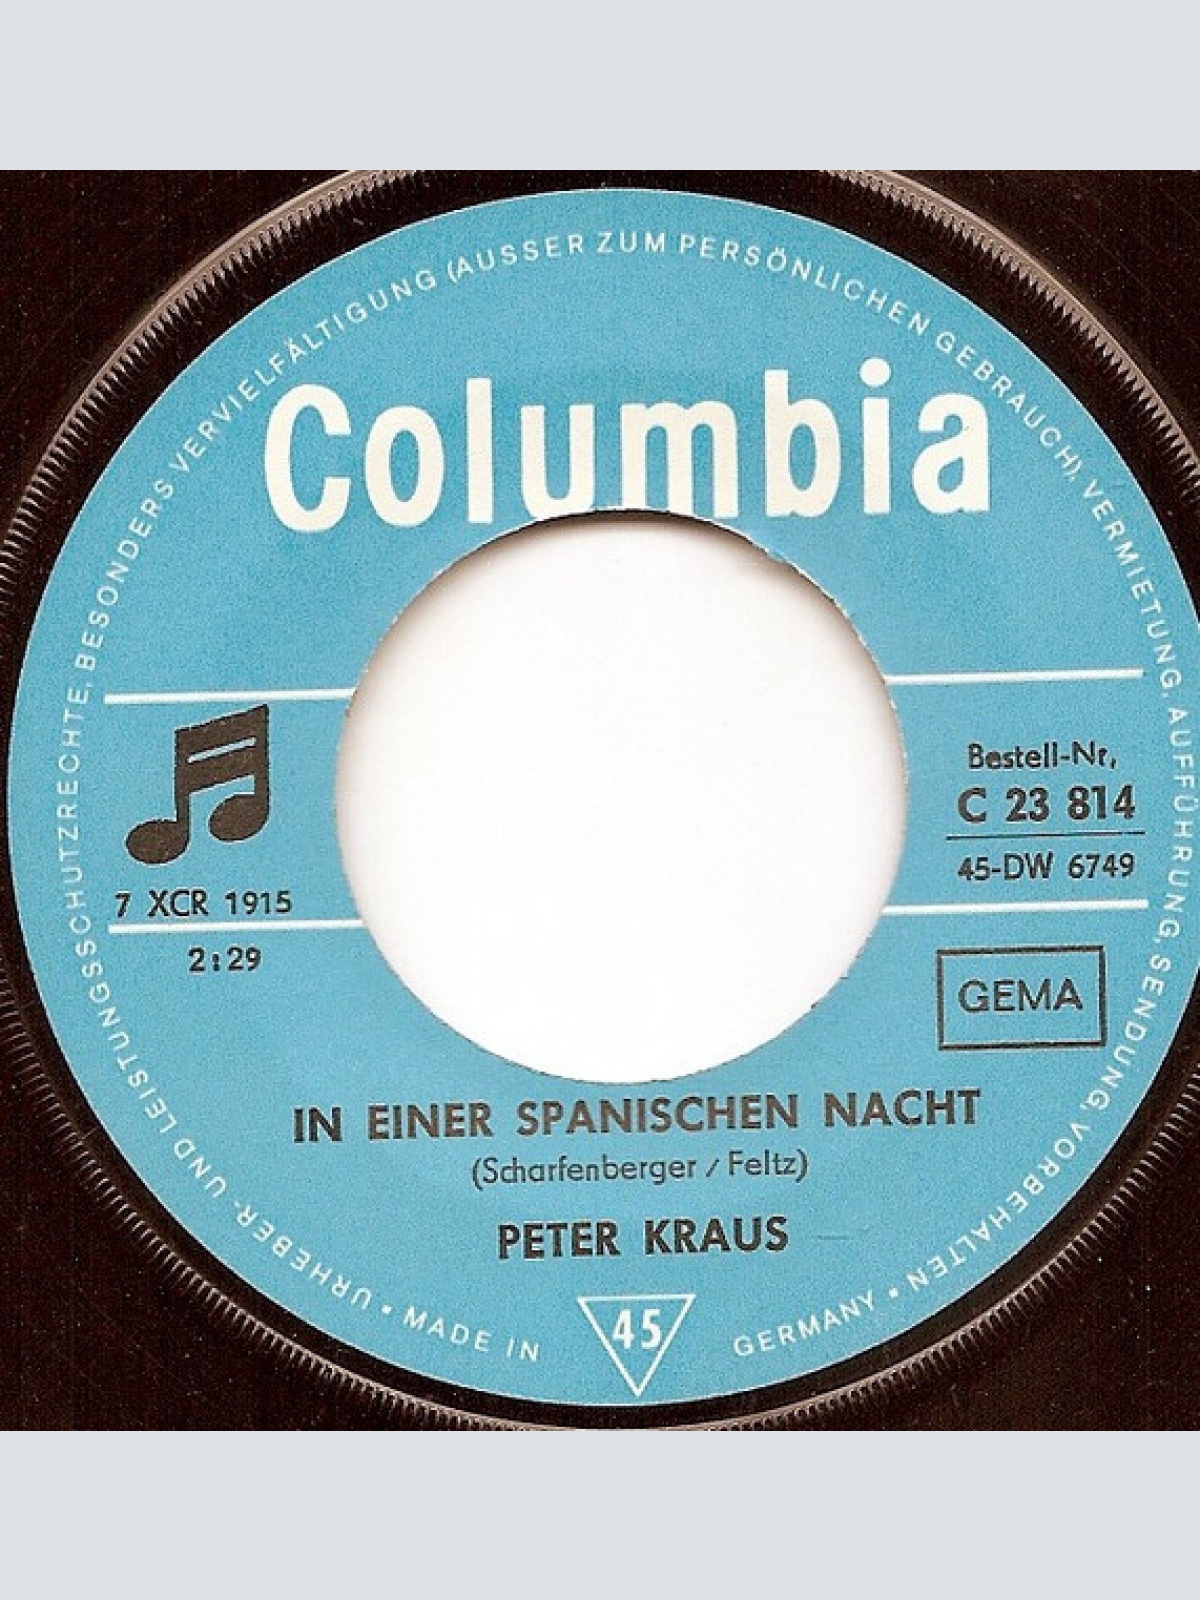 URHEBER- UND LEISTUNGSSCHUTZRECHTE, BESONDERS VERVIELFÄLTIGUNG (AUSSER ZUM PERSÖNLICHEN GEBRAUCH), VERMIETUNG, AUFFÜHRUNG, SENDUNG, VORBEHALTEN
Columbia
Bestell-Nr.
C 23 814
45-DW 6749
7 XCR 1915
2:29
GEMA
IN EINER SPANISCHEN NACHT
(Scharfenberger / Feltz)
PETER KRAUS
• MADE IN 45 GERMANY •